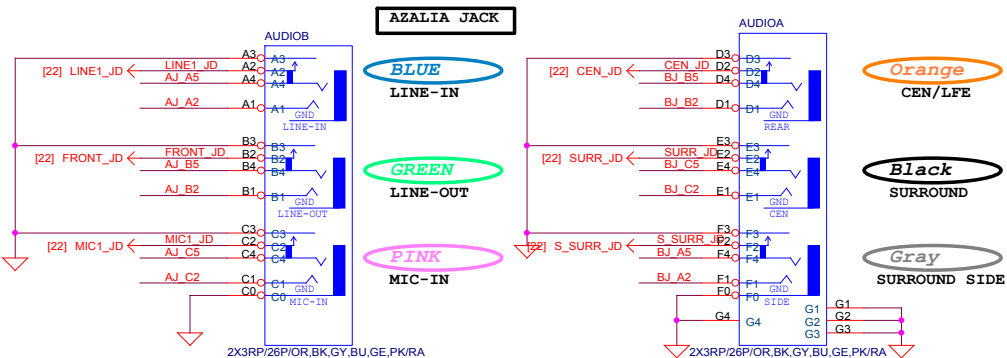 AZALIA JACK
AUDIOB
A3 A3
[22] LINE1_JD LINE1_JD A2 A2
AJ_A5 A4 A4
AJ_A2 A1 A1
GND
LINE-IN
B3 B3
[22] FRONT_JD FRONT_JD B2 B2
AJ_B5 B4 B4
AJ_B2 B1 B1
GND
LINE-OUT
C3 C3
[22] MIC1_JD MIC1_JD C2 C2
AJ_C5 C4 C4
AJ_C2 C1 C1
GND
C0 C0 MIC-IN
2X3RP/26P/OR,BK,GY,BU,GE,PK/RA
BLUE
LINE-IN
GREEN
LINE-OUT
PINK
MIC-IN
AUDIOA
D3 D3
[22] CEN_JD CEN_JD D2 D2
BJ_B5 D4 D4
BJ_B2 D1 D1
GND
REAR
E3 E3
[22] SURR_JD SURR_JD E2 E2
BJ_C5 E4 E4
BJ_C2 E1 E1
GND
CEN
F3 F3
[22] S_SURR_JD S_SURR_JD F2 F2
BJ_A5 F4 F4
BJ_A2 F1 F1
GND
F0 F0 SIDE
G4 G4
G1 G1
G2 G2
G3 G3
2X3RP/26P/OR,BK,GY,BU,GE,PK/RA
Orange
CEN/LFE
Black
SURROUND
Gray
SURROUND SIDE